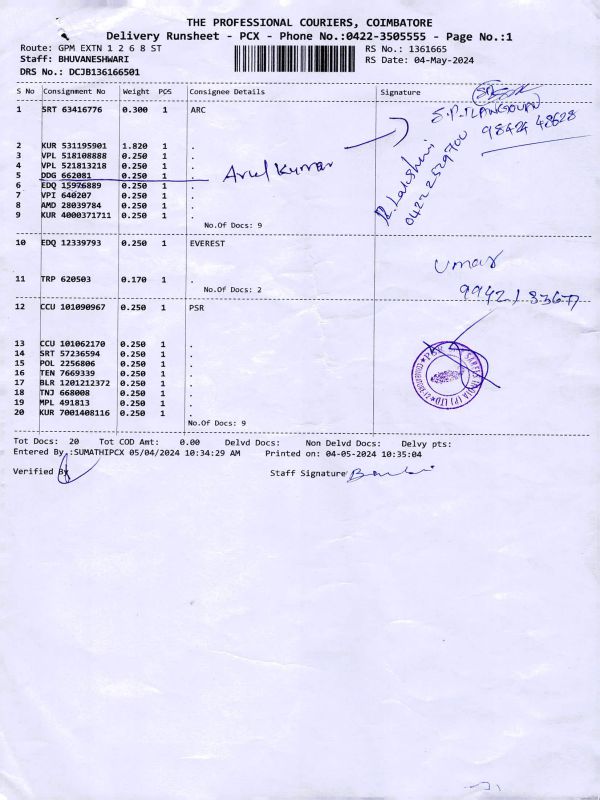 THE PROFESSIONAL COURIERS, COIMBATORE
Delivery Runsheet - PCX - Phone No.:0422-3505555 - Page No.:1
Route: GPM EXTN 1 2 6 8 ST
RS No.: 1361665
Staff: BHUVANESHWARI
RS Date: 04-May-2024
DRS No.: DCJB136166501
S No Consignment No Weight POS Consignee Details Signature
1 SRT 63416776 0.300 1 ARC
98424 48628
2 KUR 531195901 1.820 1 .
3 VPL 518108888 0.250 1 .
4 VPL 521813218 0.250 1 .
5 DDG 662081 0.250 1 .
Arul Kumar
6 EDQ 15976889 0.250 1 .
7 VPI 640207 0.250 1 .
8 AMD 28039784 0.250 1 .
9 KUR 4000371711 0.250 1 .
R. Lakshmi
0422 2529700
No.Of Docs: 9
10 EDQ 12339793 0.250 1 EVEREST
Umar
11 TRP 620503 0.170 1 .
No.Of Docs: 2
12 CCU 101090967 0.250 1 PSR
13 CCU 101062170 0.250 1 .
14 SRT 57236594 0.250 1 .
15 POL 2256806 0.250 1 .
16 TEN 7669339 0.250 1 .
17 BLR 1201212372 0.250 1 .
18 TNJ 668008 0.250 1 .
19 MPL 491813 0.250 1 .
20 KUR 7001408116 0.250 1 .
No.Of Docs: 9
Tot Docs: 20 Tot COD Amt: 0.00 Delvd Docs: Non Delvd Docs: Delvy pts:
Entered By :SUMATHIPCX 05/04/2024 10:34:29 AM Printed on: 04-05-2024 10:35:04
Verified By
Staff Signature